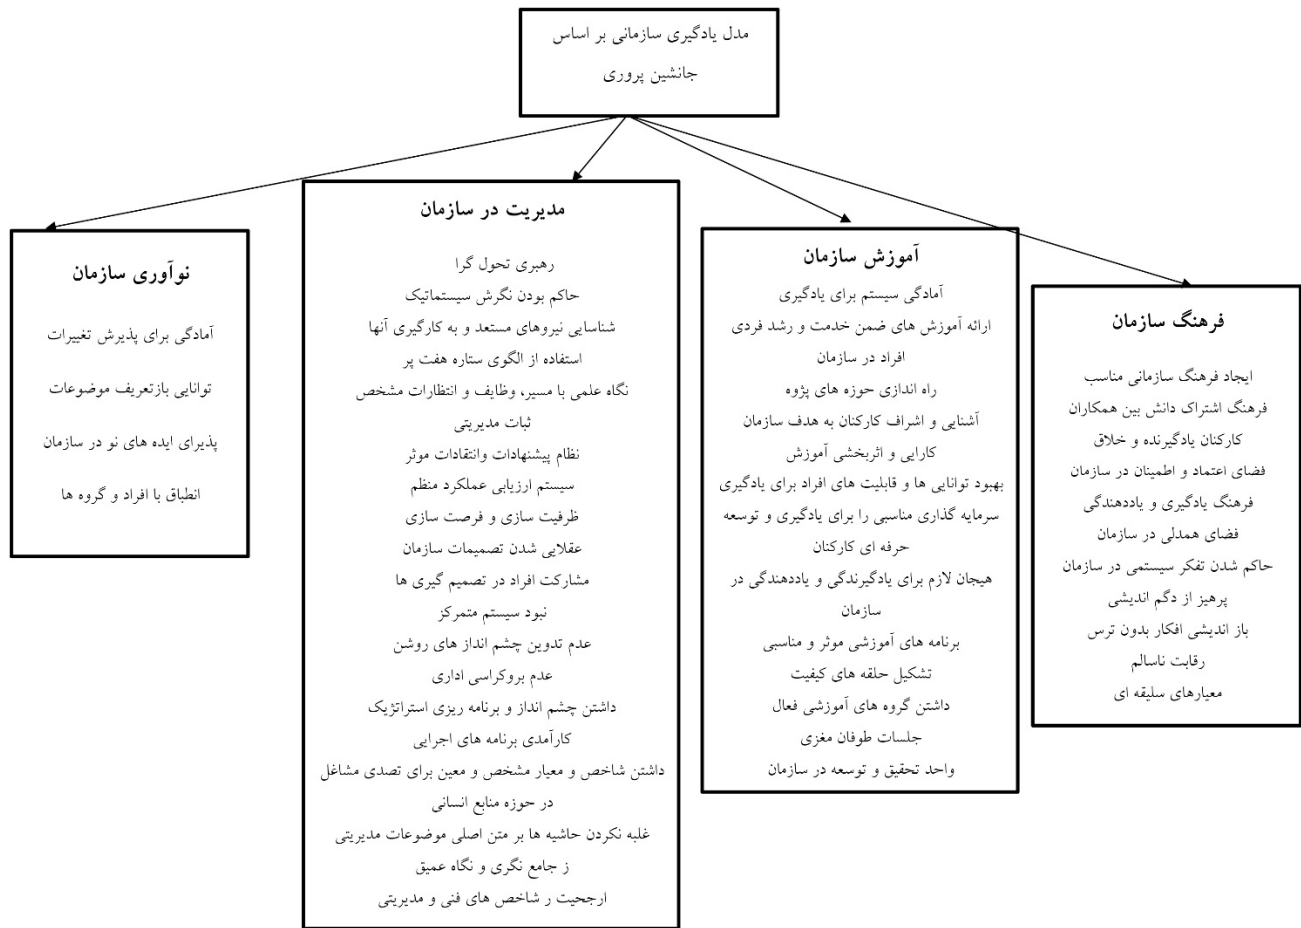 مدل یادگیری سازمانی بر اساس
جانشین پروری
فرهنگ سازمان
ایجاد فرهنگ سازمانی مناسب
فرهنگ اشتراک دانش بین همکاران
کارکنان یادگیرنده و خلاق
فضای اعتماد و اطمینان در سازمان
فرهنگ یادگیری و یاددهندگی
فضای همدلی در سازمان
حاکم شدن تفکر سیستمی در سازمان
پرهیز از دگم اندیشی
باز اندیشی افکار بدون ترس
رقابت ناسالم
معیارهای سلیقه ای
آموزش سازمان
آمادگی سیستم برای یادگیری
ارائه آموزش های ضمن خدمت و رشد فردی
افراد در سازمان
راه اندازی حوزه های پژوه
آشنایی و اشراف کارکنان به هدف سازمان
کارایی و اثربخشی آموزش
بهبود توانایی ها و قابلیت های افراد برای یادگیری
سرمایه گذاری مناسبی را برای یادگیری و توسعه
حرفه ای کارکنان
هیجان لازم برای یادگیرندگی و یاددهندگی در
سازمان
برنامه های آموزشی موثر و مناسبی
تشکیل حلقه های کیفیت
داشتن گروه های آموزشی فعال
جلسات طوفان مغزی
واحد تحقیق و توسعه در سازمان
مدیریت در سازمان
رهبری تحول گرا
حاکم بودن نگرش سیستماتیک
شناسایی نیروهای مستعد و به کارگیری آنها
استفاده از الگوی ستاره هفت پر
نگاه علمی با مسیر، وظایف و انتظارات مشخص
ثبات مدیریتی
نظام پیشنهادات وانتقادات موثر
سیستم ارزیابی عملکرد منظم
ظرفیت سازی و فرصت سازی
عقلایی شدن تصمیمات سازمان
مشارکت افراد در تصمیم گیری ها
نبود سیستم متمرکز
عدم تدوین چشم انداز های روشن
عدم بروکراسی اداری
داشتن چشم انداز و برنامه ریزی استراتژیک
کارآمدی برنامه های اجرایی
داشتن شاخص و معیار مشخص و معین برای تصدی مشاغل
در حوزه منابع انسانی
غلبه نکردن حاشیه ها بر متن اصلی موضوعات مدیریتی
ز جامع نگری و نگاه عمیق
ارجحیت ر شاخص های فنی و مدیریتی
نوآوری سازمان
آمادگی برای پذیرش تغییرات
توانایی بازتعریف موضوعات
پذیرای ایده های نو در سازمان
انطباق با افراد و گروه ها